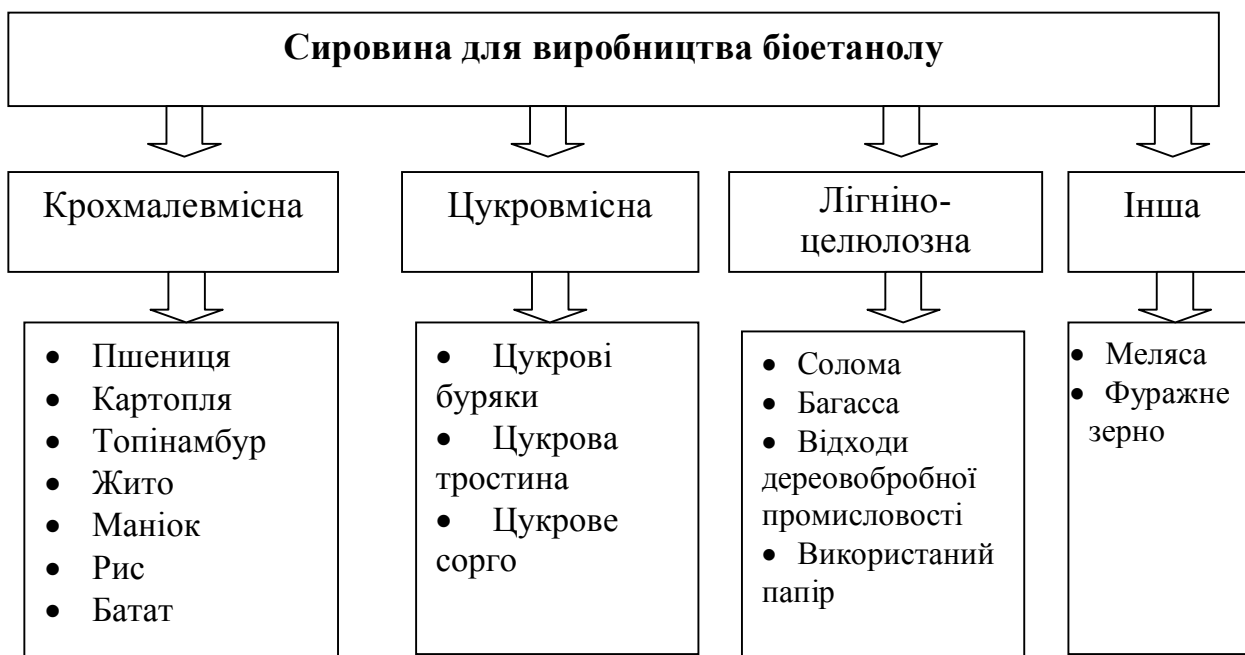 Сировина для виробництва біоетанолу
Крохмалевмісна
Цукровмісна
Лігніно-
целюлозна
Інша
• Пшениця
• Картопля
• Топінамбур
• Жито
• Маніок
• Рис
• Батат
• Цукрові
буряки
• Цукрова
тростина
• Цукрове
сорго
• Солома
• Багасса
• Відходи
дереовобробної
промисловості
• Використаний
папір
• Меляса
• Фуражне
зерно